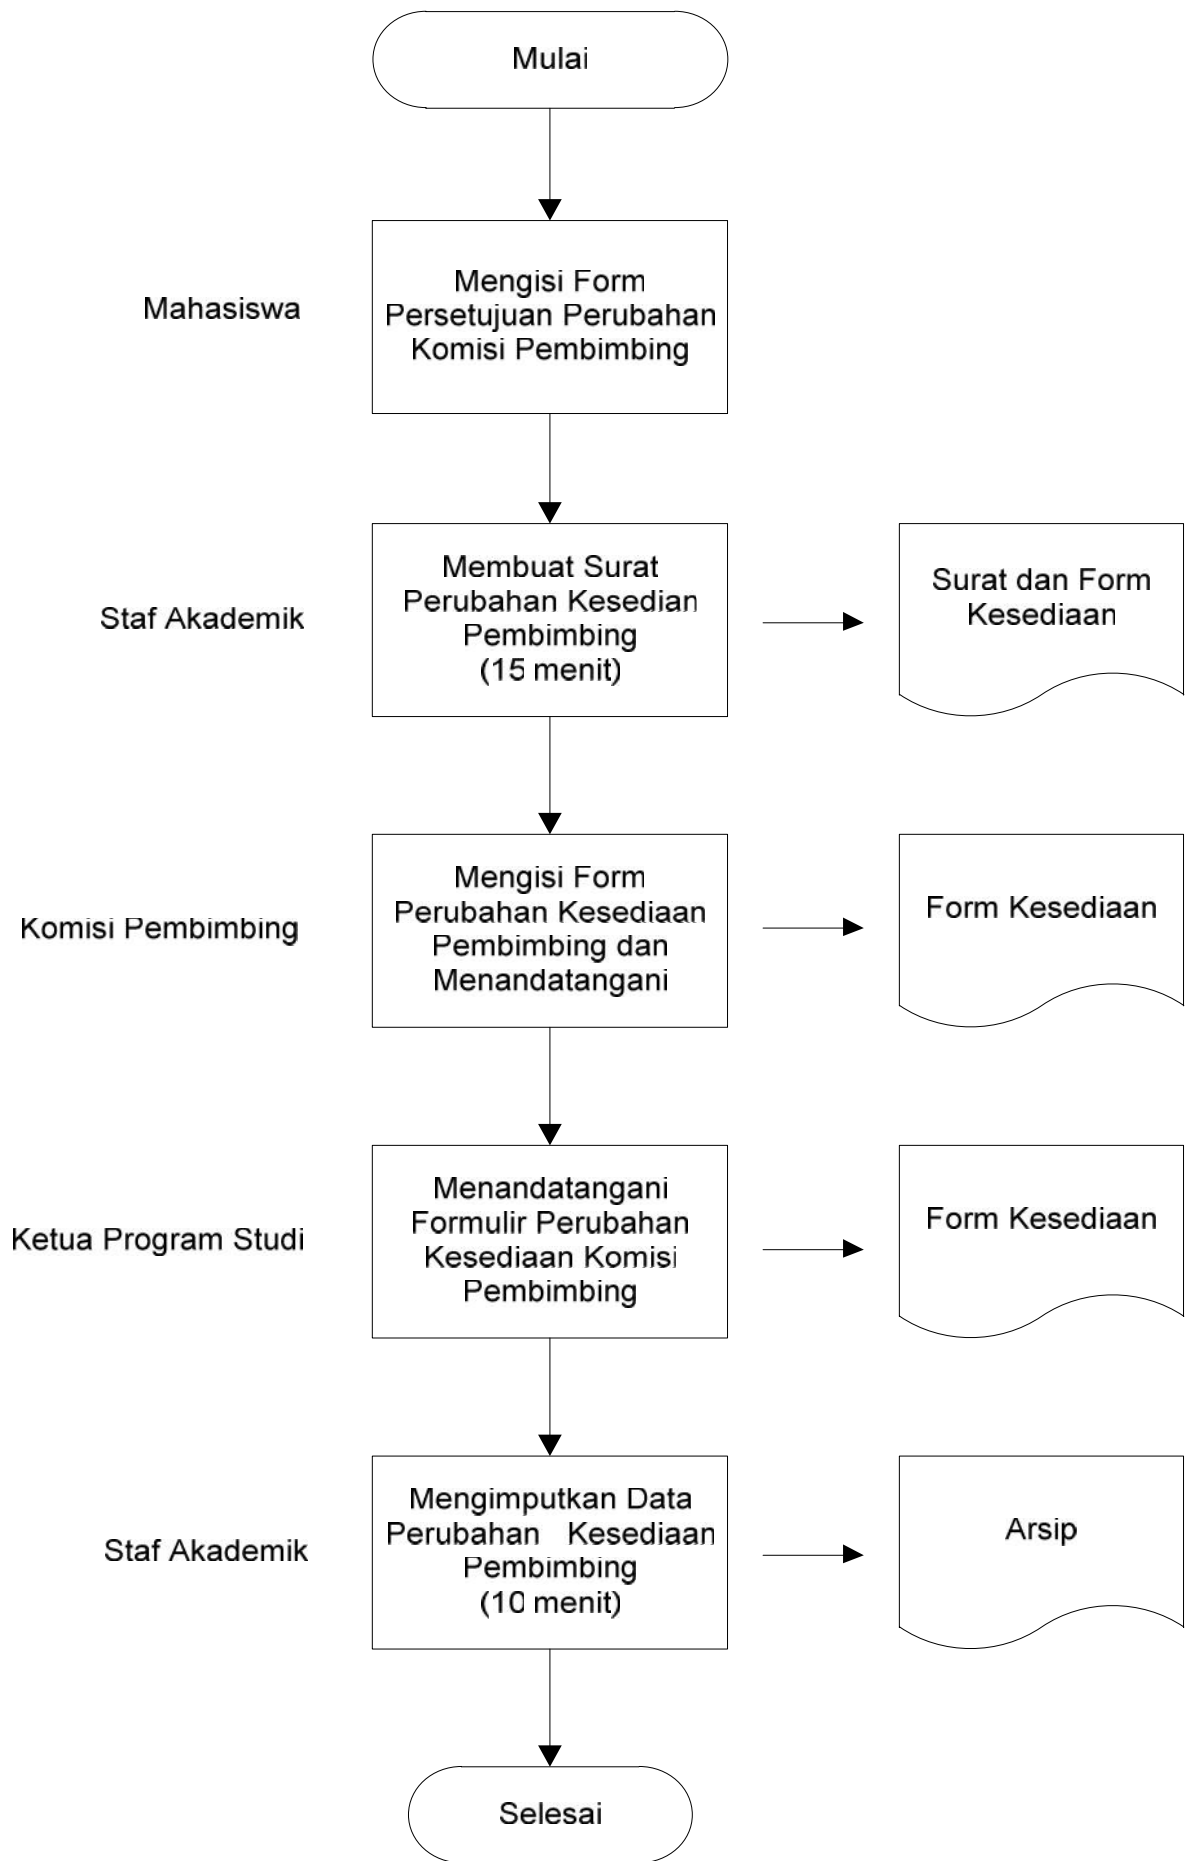 Mulai
Mahasiswa
Mengisi Form
Persetujuan Perubahan
Komisi Pembimbing
Staf Akademik
Membuat Surat
Perubahan Kesedian
Pembimbing
(15 menit)
Surat dan Form
Kesediaan
Komisi Pembimbing
Mengisi Form
Perubahan Kesediaan
Pembimbing dan
Menandatangani
Form Kesediaan
Ketua Program Studi
Menandatangani
Formulir Perubahan
Kesediaan Komisi
Pembimbing
Form Kesediaan
Staf Akademik
Mengimputkan Data
Perubahan Kesediaan
Pembimbing
(10 menit)
Arsip
Selesai